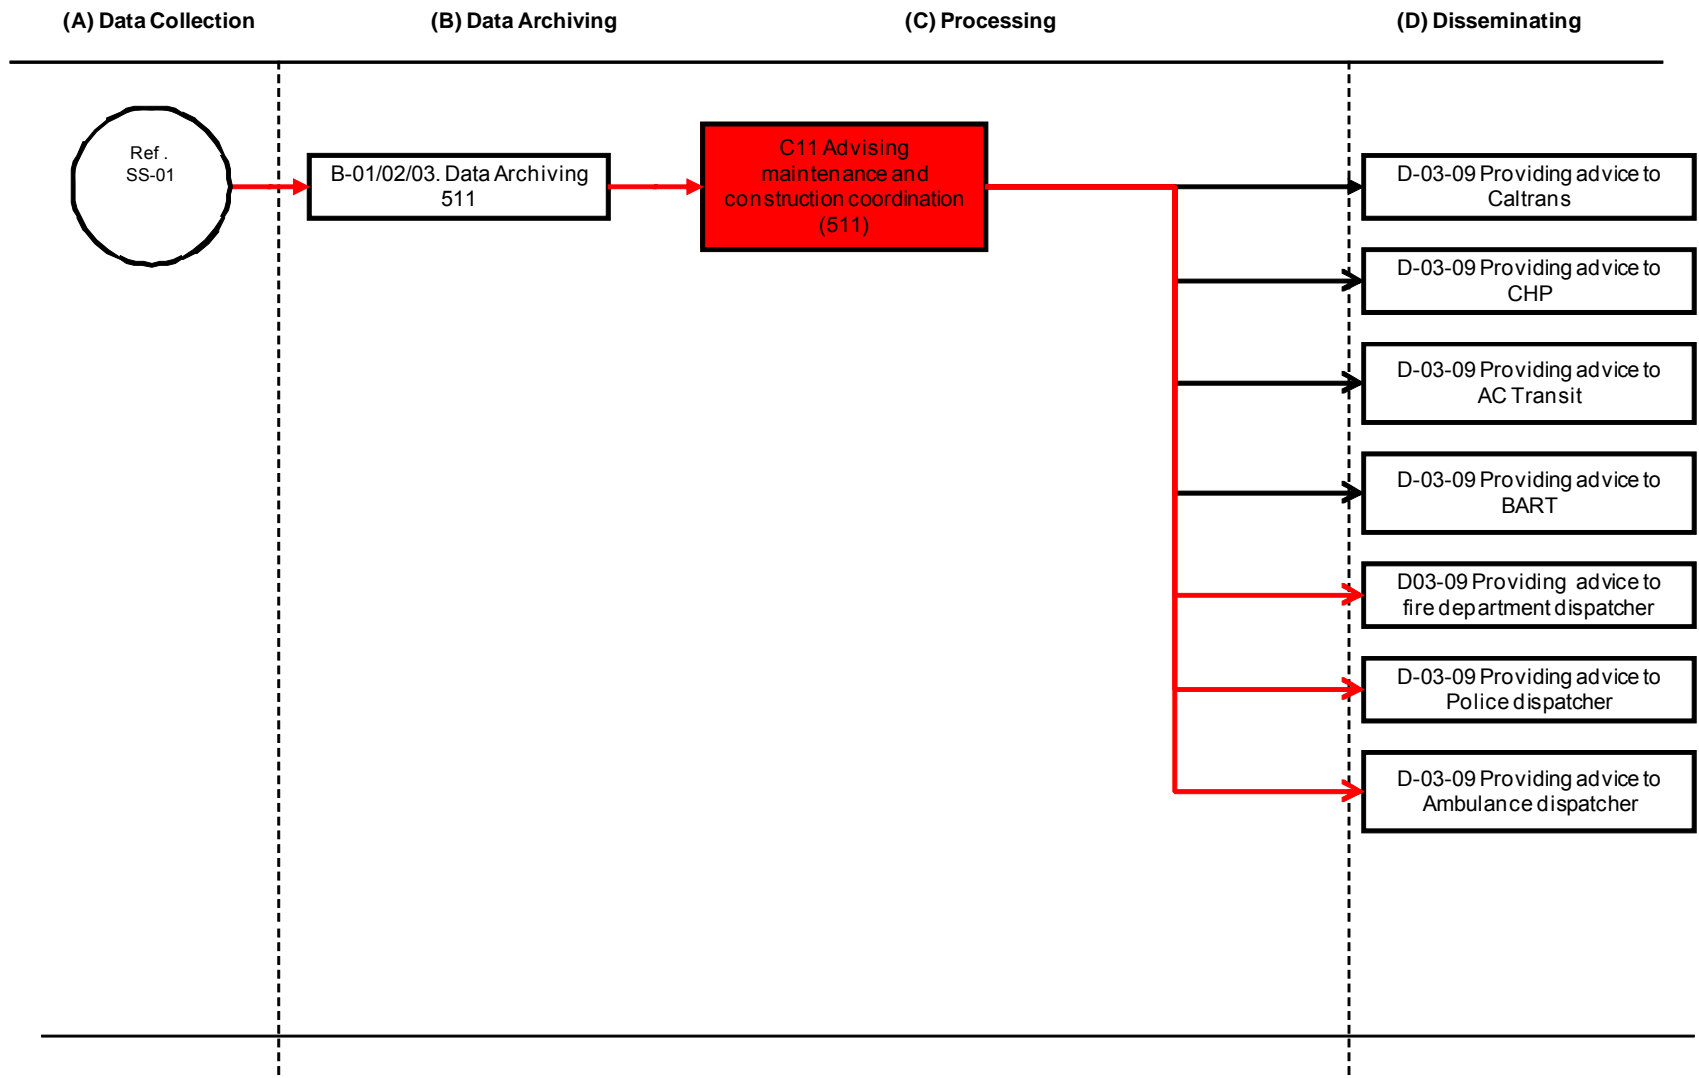 (A) Data Collection
(B) Data Archiving
(C) Processing
(D) Disseminating
Ref .
SS-01
B-01/02/03. Data Archiving
511
C11 Advising
maintenance and
construction coordination
(511)
D-03-09 Providing advice to
Caltrans
D-03-09 Providing advice to
CHP
D-03-09 Providing advice to
AC Transit
D-03-09 Providing advice to
BART
D03-09 Providing advice to
fire department dispatcher
D-03-09 Providing advice to
Police dispatcher
D-03-09 Providing advice to
Ambulance dispatcher